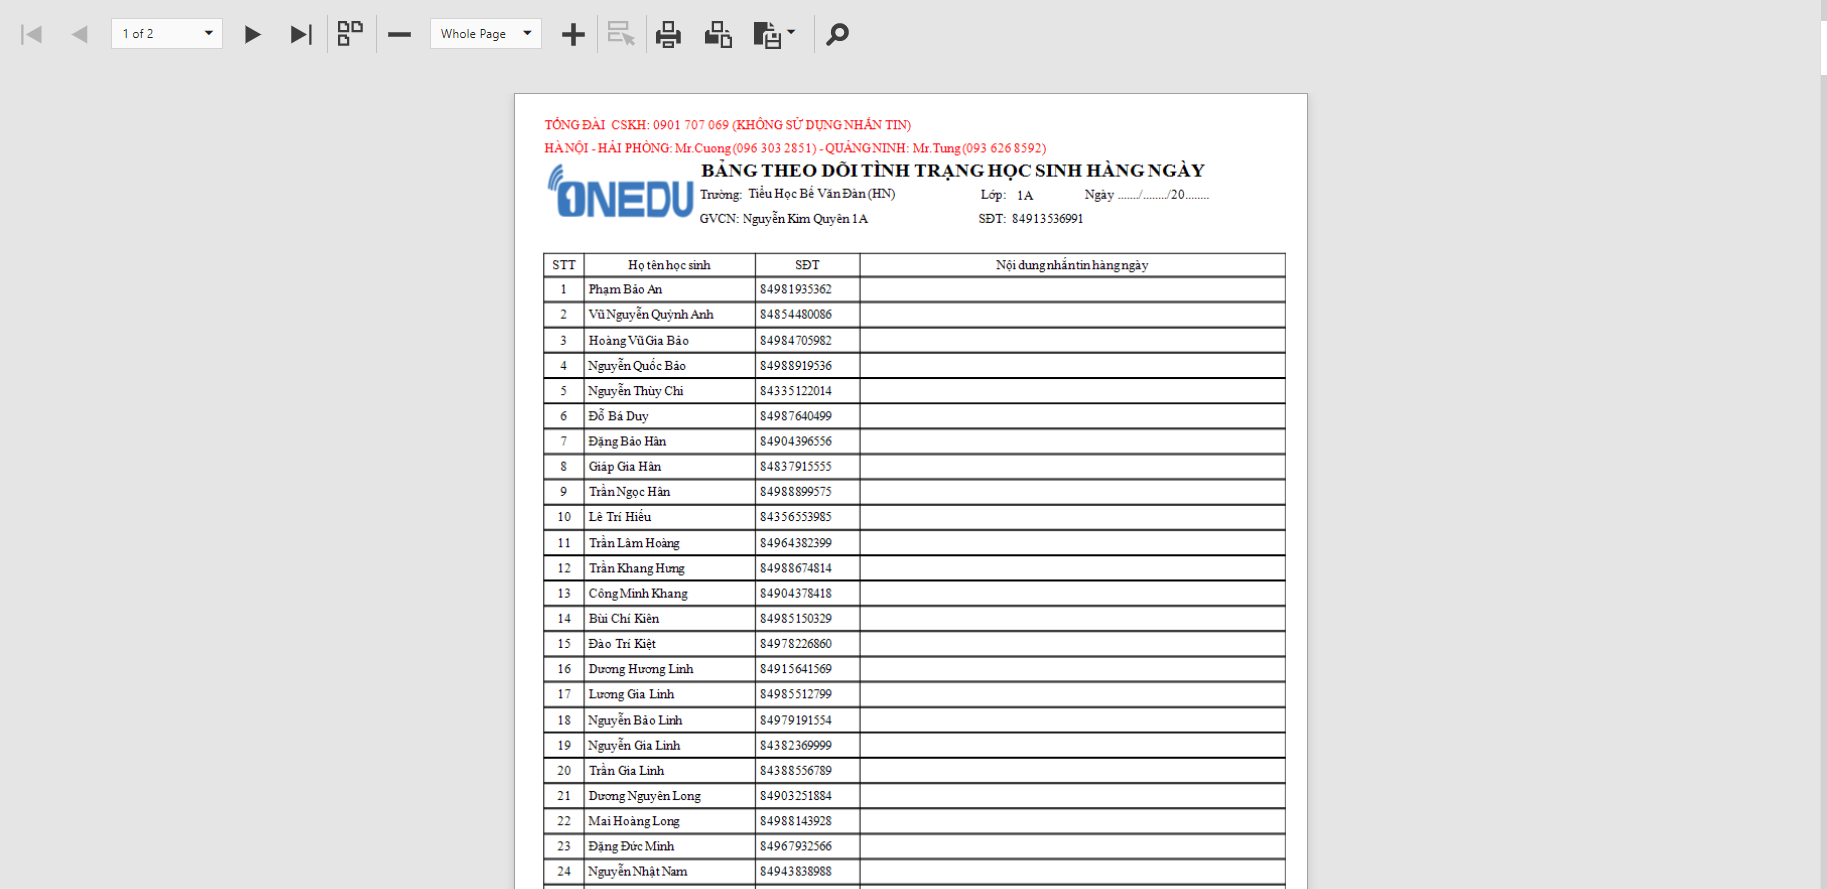 1 of 2 Whole Page
TỔNG ĐÀI CSKH: 0901 707 069 (KHÔNG SỬ DỤNG NHẮN TIN)
HÀ NỘI - HẢI PHÒNG: Mr.Cuong (096 303 2851) - QUẢNG NINH: Mr.Tung (093 626 8592)
BẢNG THEO DÕI TÌNH TRẠNG HỌC SINH HÀNG NGÀY
1ONEDU
Trường: Tiểu Học Bế Văn Đàn (HN) Lớp: 1A Ngày ......./......../20........
GVCN: Nguyễn Kim Quyên 1A SĐT: 84913536991
STT Họ tên học sinh SĐT Nội dung nhắn tin hàng ngày
1 Phạm Bảo An 84981935362
2 Vũ Nguyễn Quỳnh Anh 84854480086
3 Hoàng Vũ Gia Bảo 84984705982
4 Nguyễn Quốc Bảo 84988919536
5 Nguyễn Thùy Chi 84335122014
6 Đỗ Bá Duy 84987640499
7 Đặng Bảo Hân 84904396556
8 Giáp Gia Hân 84837915555
9 Trần Ngọc Hân 84988899575
10 Lê Trí Hiếu 84356553985
11 Trần Lâm Hoàng 84964382399
12 Trần Khang Hưng 84988674814
13 Công Minh Khang 84904378418
14 Bùi Chí Kiên 84985150329
15 Đào Trí Kiệt 84978226860
16 Dương Hương Linh 84915641569
17 Lương Gia Linh 84985512799
18 Nguyễn Bảo Linh 84979191554
19 Nguyễn Gia Linh 84382369999
20 Trần Gia Linh 84388556789
21 Dương Nguyên Long 84903251884
22 Mai Hoàng Long 84988143928
23 Đặng Đức Minh 84967932566
24 Nguyễn Nhật Nam 84943838988